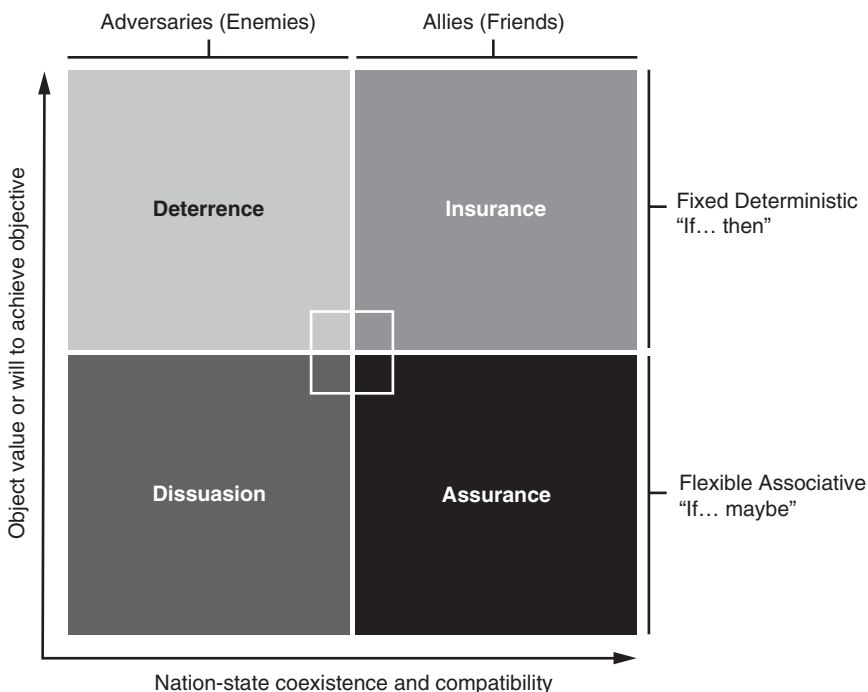 Adversaries (Enemies)
Allies (Friends)
Object value or will to achieve objective
Deterrence
Insurance
Fixed Deterministic
“If… then”
Dissuasion
Assurance
Flexible Associative
“If… maybe”
Nation-state coexistence and compatibility